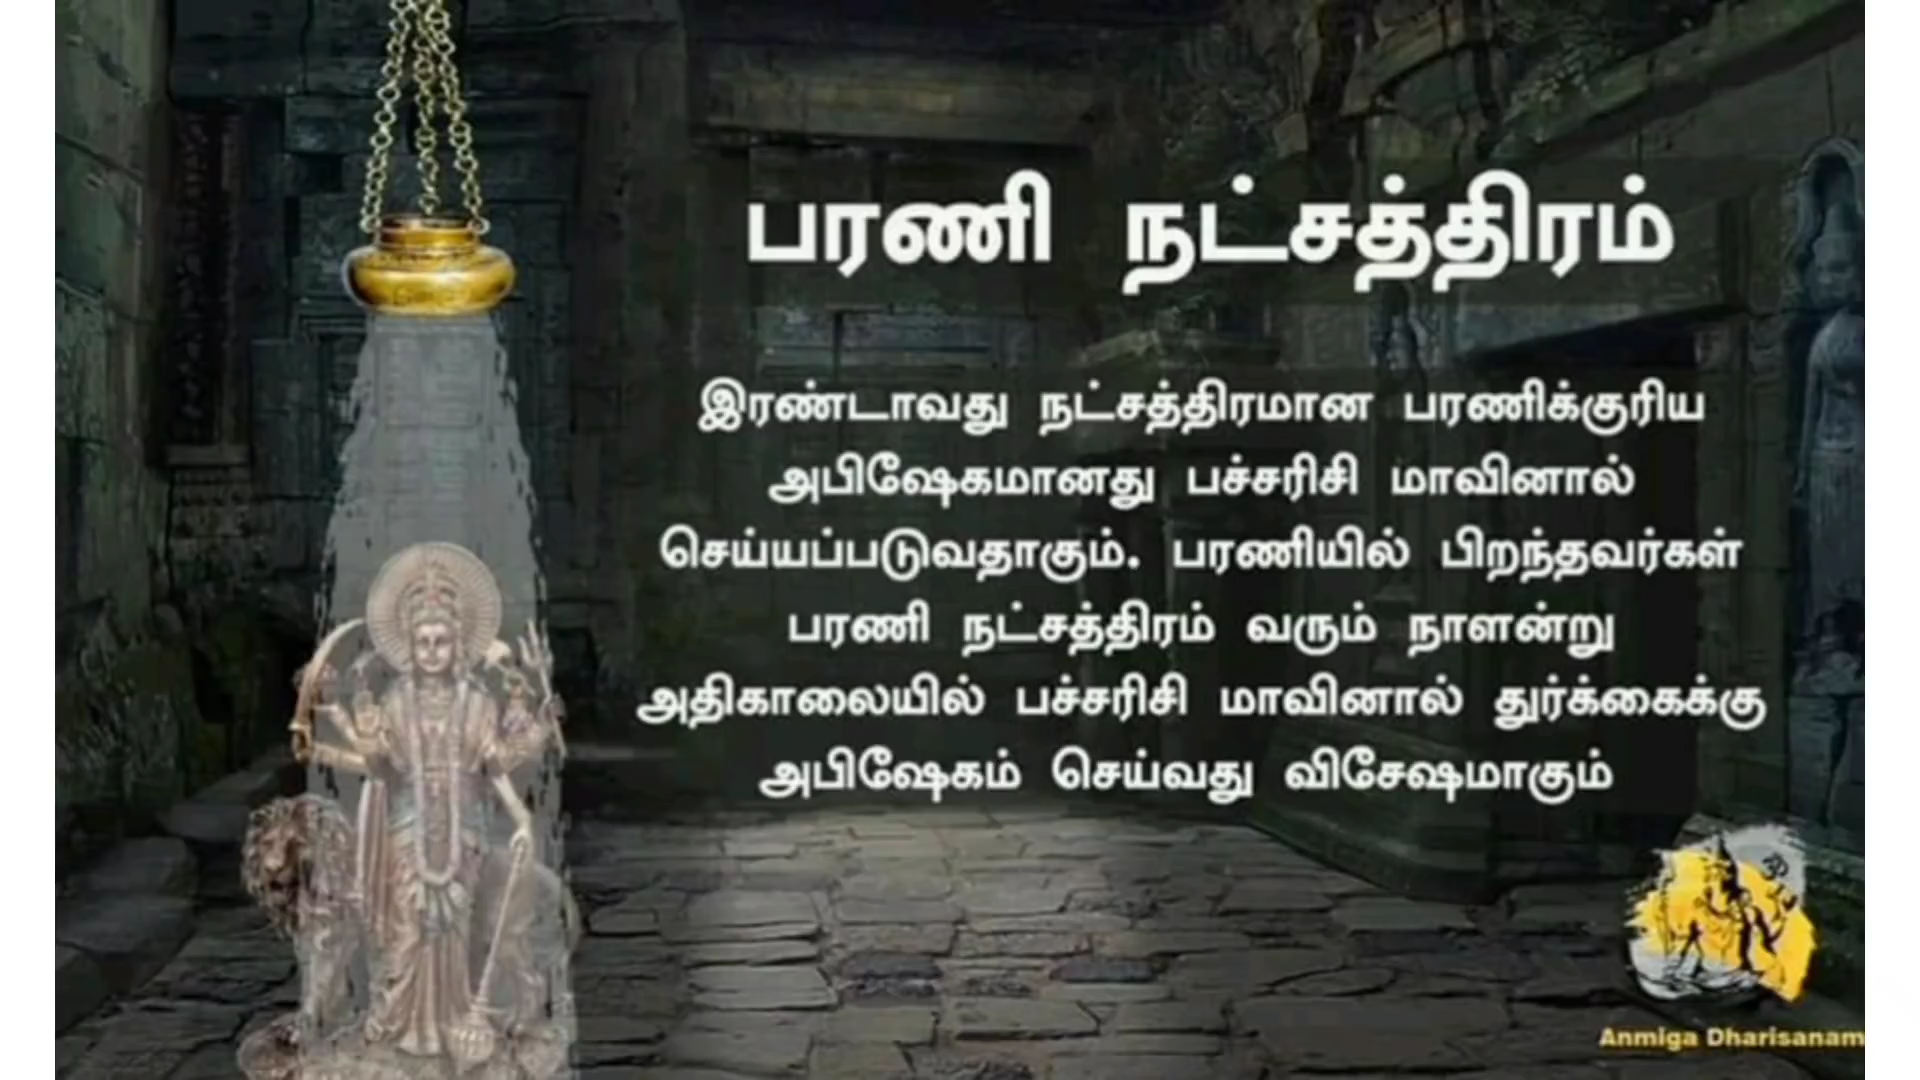 பரணி நட்சத்திரம்
இரண்டாவது நட்சத்திரமான பரணிக்குரிய
அபிஷேகமானது பச்சரிசி மாவினால்
செய்யப்படுவதாகும். பரணியில் பிறந்தவர்கள்
பரணி நட்சத்திரம் வரும் நாளன்று
அதிகாலையில் பச்சரிசி மாவினால் துர்க்கைக்கு
அபிஷேகம் செய்வது விசேஷமாகும்
Anmiga Dharisanam